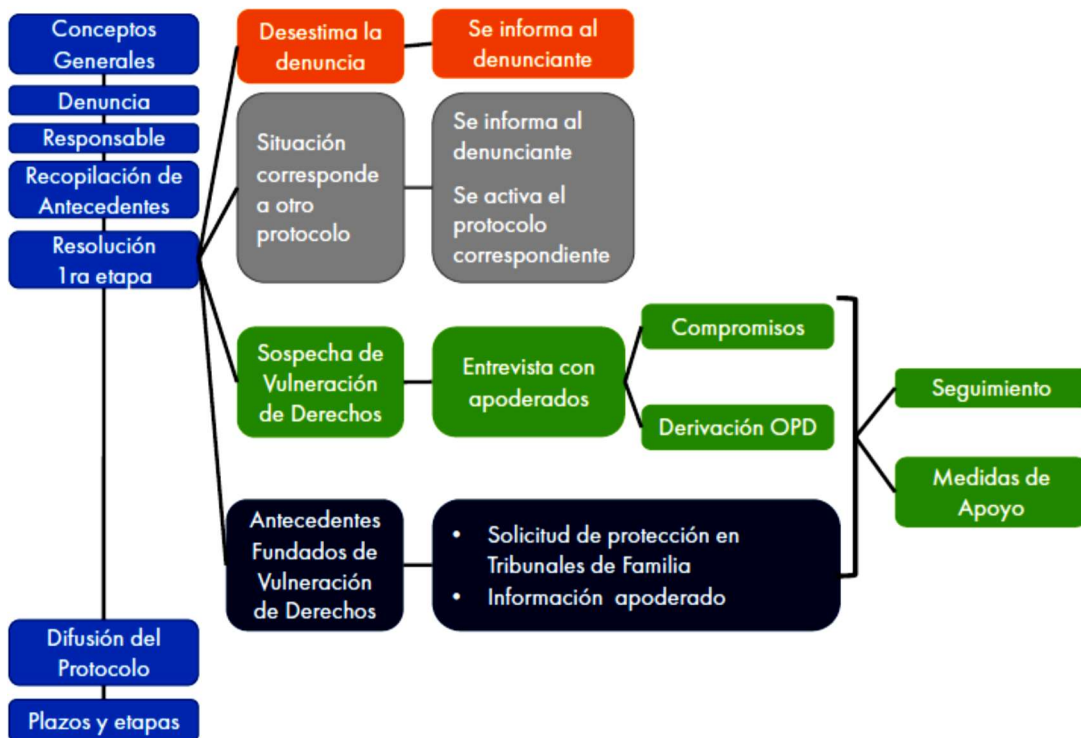 Conceptos
Generales
Denuncia
Responsable
Recopilación de
Antecedentes
Resolución
1ra etapa
Difusión del
Protocolo
Plazos y etapas
Desestima la
denuncia
Se informa al
denunciante
Situación
corresponde
a otro
protocolo
Se informa al
denunciante
Se activa el
protocolo
correspondiente
Sospecha de
Vulneración
de Derechos
Entrevista con
apoderados
Compromisos
Derivación OPD
Antecedentes
Fundados de
Vulneración
de Derechos
• Solicitud de protección en
Tribunales de Familia
• Información apoderado
Seguimiento
Medidas de
Apoyo